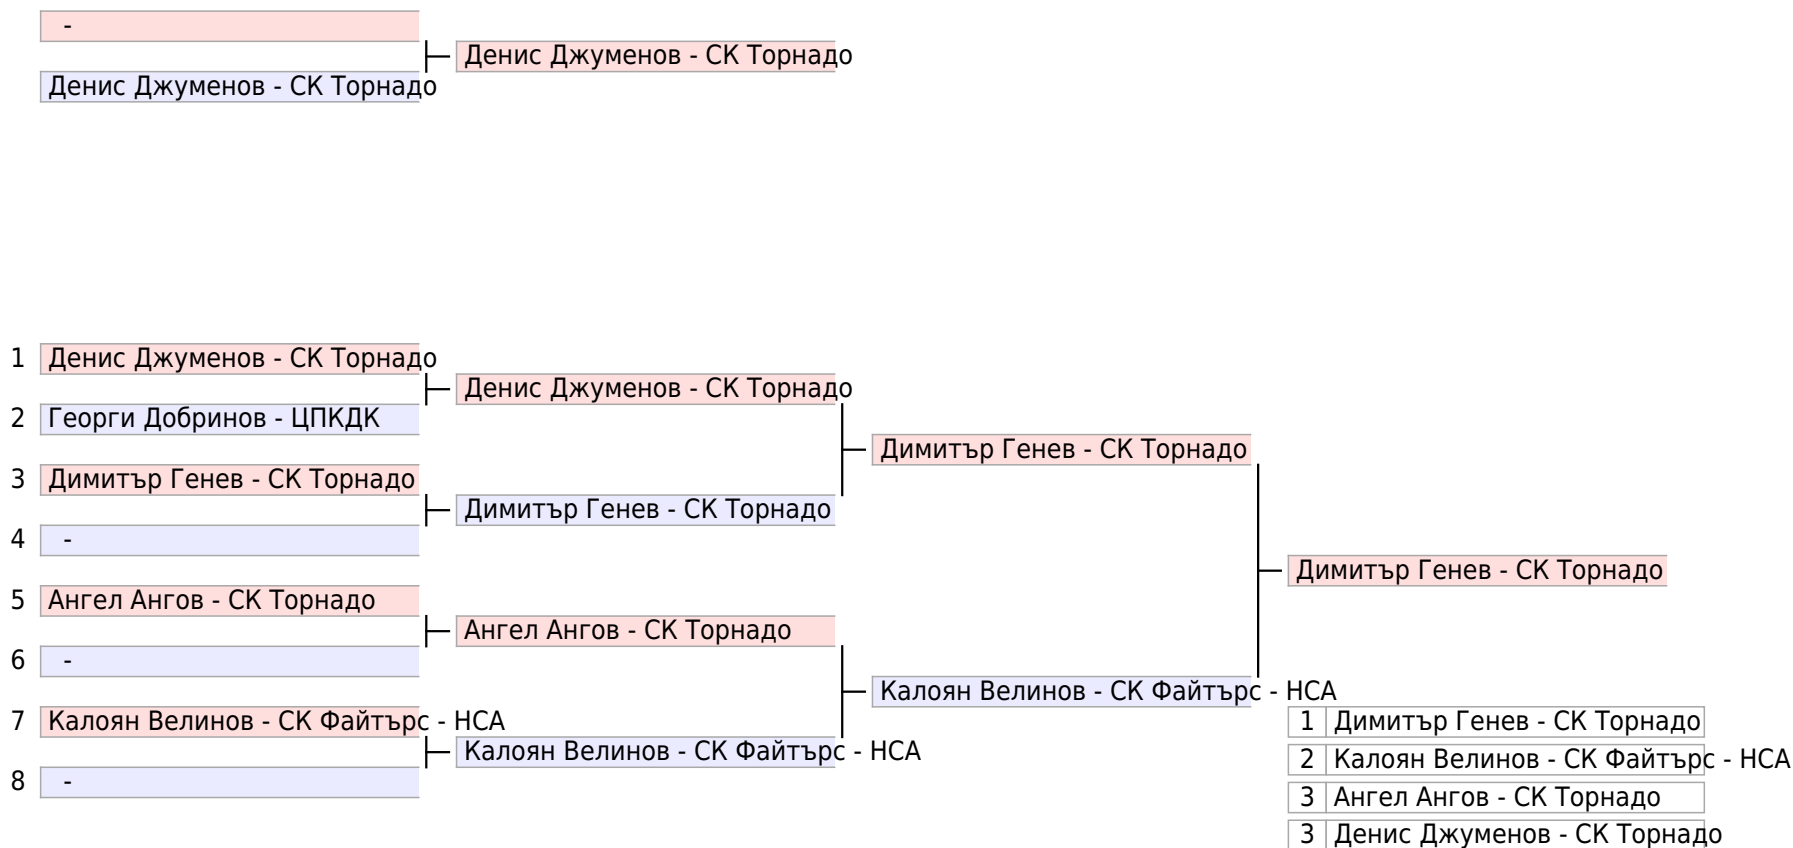 -
Денис Джуменов - СК Торнадо
Денис Джуменов - СК Торнадо
1 Денис Джуменов - СК Торнадо
Денис Джуменов - СК Торнадо
2 Георги Добринов - ЦПКДК
Димитър Генев - СК Торнадо
3 Димитър Генев - СК Торнадо
Димитър Генев - СК Торнадо
4 -
Димитър Генев - СК Торнадо
5 Ангел Ангов - СК Торнадо
Ангел Ангов - СК Торнадо
6 -
Калоян Велинов - СК Файтърс - НСА
7 Калоян Велинов - СК Файтърс - НСА
Калоян Велинов - СК Файтърс - НСА
8 -
1 Димитър Генев - СК Торнадо
2 Калоян Велинов - СК Файтърс - НСА
3 Ангел Ангов - СК Торнадо
3 Денис Джуменов - СК Торнадо